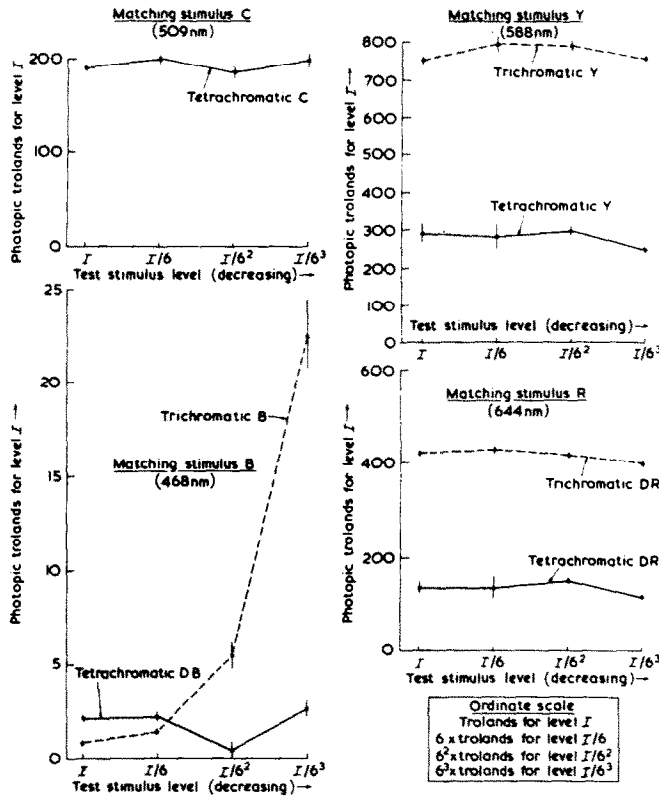 Matching stimulus C
(509nm)
Photopic trolands for level I→
200
100
0
Tetrachromatic C
I
I/6
I/6²
I/6³
Test stimulus level (decreasing)→
Matching stimulus Y
(588nm)
Photopic trolands for level I→
800
700
600
500
400
300
200
100
0
Trichromatic Y
Tetrachromatic Y
Test stimulus level (decreasing)→
I
I/6
I/6²
I/6³
Photopic trolands for level I→
25
20
15
10
5
0
Trichromatic B
Matching stimulus B
(468nm)
Tetrachromatic DB
I
I/6
I/6²
I/6³
Test stimulus level (decreasing)→
Photopic trolands for level I→
600
400
200
0
Matching stimulus R
(644nm)
Trichromatic DR
Tetrachromatic DR
I
I/6
I/6²
I/6³
Test stimulus level (decreasing)→
Ordinate scale
Trolands for level I
6 x trolands for level I/6
6²x trolands for level I/6²
6³x trolands for level I/6³